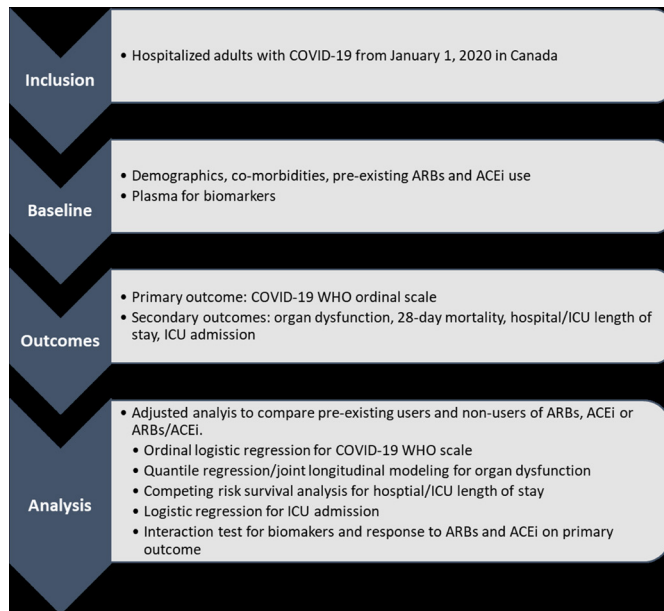 Inclusion
• Hospitalized adults with COVID-19 from January 1, 2020 in Canada
Baseline
• Demographics, co-morbidities, pre-existing ARBs and ACEi use
• Plasma for biomarkers
Outcomes
• Primary outcome: COVID-19 WHO ordinal scale
• Secondary outcomes: organ dysfunction, 28-day mortality, hospital/ICU length of
stay, ICU admission
Analysis
• Adjusted analyis to compare pre-existing users and non-users of ARBs, ACEi or
ARBs/ACEi.
• Ordinal logistic regression for COVID-19 WHO scale
• Quantile regression/joint longitudinal modeling for organ dysfunction
• Competing risk survival analysis for hosptial/ICU length of stay
• Logistic regression for ICU admission
• Interaction test for biomakers and response to ARBs and ACEi on primary
outcome